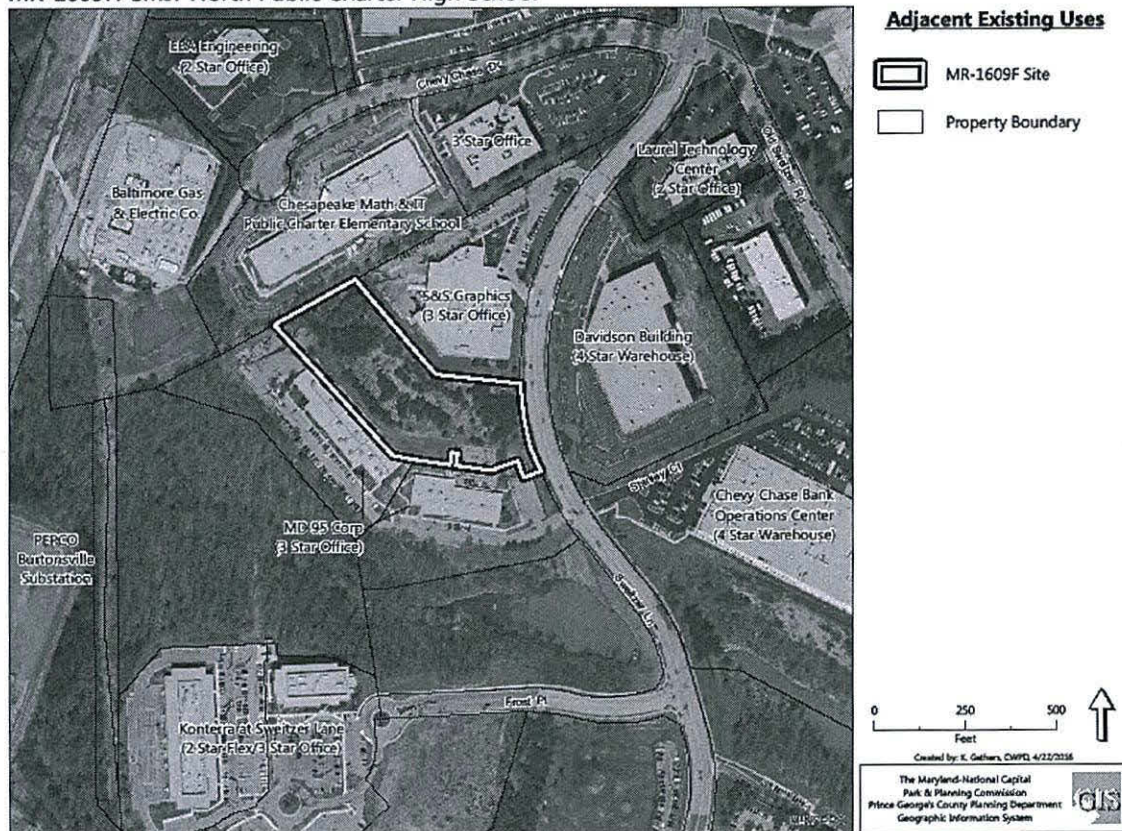 MR-1609F: CMIT North Public Charter High School
Adjacent Existing Uses
MR-1609F Site
Property Boundary
EBA Engineering
(2 Star Office)
Chevy Chase Dr
3 Star Office
Baltimore Gas
& Electric Co.
Chesapeake Math & IT
Public Charter Elementary School
Laurel Technology
Center
(2 Star Office)
Old Sweitzer Rd
S&S Graphics
(3 Star Office)
Davidson Building
(4 Star Warehouse)
Chevy Chase Bank
Operations Center
(4 Star Warehouse)
MD 95 Corp
(3 Star Office)
PEPCO
Burtonsville
Substation
Sweitzer Ln
Frost Pl
Konterra at Sweitzer Lane
(2 Star Flex/3 Star Office)
0 250 500
Feet
Created by: K. Gathers, CWPD, 4/22/2016
The Maryland-National Capital
Park & Planning Commission
Prince George's County Planning Department
Geographic Information System
GIS